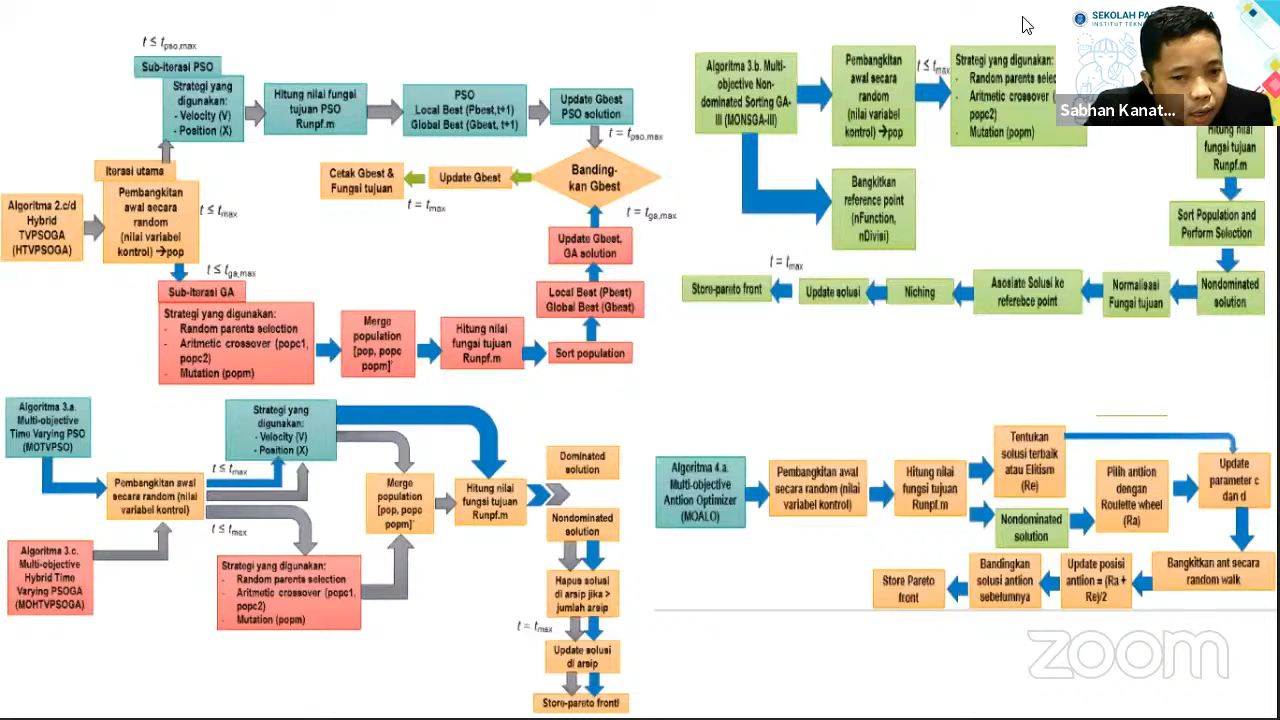 t ≤ tpso,max
Sub-iterasi PSO
Strategi yang
digunakan:
- Velocity (V)
- Position (X)
Hitung nilai fungsi
tujuan PSO
Runpf.m
PSO
Local Best (Pbest,t+1)
Global Best (Gbest, t+1)
Update Gbest
PSO solution
t = tpso,max
Iterasi utama
Pembangkitan
awal secara
random
(nilai variabel
kontrol) →pop
t ≤ tmax
Algoritma 2.c/d
Hybrid
TVPSOGA
(HTVPSOGA)
Cetak Gbest &
Fungsi tujuan
Update Gbest
t = tmax
Banding-
kan Gbest
t = tga,max
Update Gbest,
GA solution
t ≤ tga,max
Sub-iterasi GA
Strategi yang digunakan:
- Random parents selection
- Aritmetic crossover (popc1,
popc2)
- Mutation (popm)
Merge
population
[pop, popc
popm]'
Hitung nilai
fungsi tujuan
Runpf.m
Local Best (Pbest)
Global Best (Gbest)
Sort population
Algoritma 3.b. Multi-
objective Non-
dominated Sorting GA-
III (MONSGA-III)
Pembangkitan
awal secara
random
(nilai variabel
kontrol) →pop
t ≤ tmax
Strategi yang digunakan:
- Random parents selec
- Aritmetic crossover (
popc2)
- Mutation (popm)
SEKOLAH PA
INSTITUT TEKN
Sabhan Kanat...
Hitung nilai
fungsi tujuan
Runpf.m
Bangkitkan
reference point
(nFunction,
nDivisi)
Sort Population and
Perform Selection
t = tmax
Store-pareto front
Update solusi
Niching
Asosiate Solusi ke
reference point
Normalisasi
Fungsi tujuan
Nondominated
solution
Algoritma 3.a.
Multi-objective
Time Varying PSO
(MOTVPSO)
Strategi yang
digunakan:
- Velocity (V)
- Position (X)
t ≤ tmax
Pembangkitan awal
secara random (nilai
variabel kontrol)
t ≤ tmax
Merge
population
[pop, popc
popm]'
Hitung nilai
fungsi tujuan
Runpf.m
Dominated
solution
Nondominated
solution
Algoritma 3.c.
Multi-objective
Hybrid Time
Varying PSOGA
(MOHTVPSOGA)
Strategi yang digunakan:
- Random parents selection
- Aritmetic crossover (popc1,
popc2)
- Mutation (popm)
Hapus solusi
di arsip jika >
jumlah arsip
t = tmax
Update solusi
di arsip
Store-pareto frontl
Algoritma 4.a.
Multi-objective
Antlion Optimizer
(MOALO)
Pembangkitan awal
secara random (nilai
variabel kontrol)
Hitung nilai
fungsi tujuan
Runpf.m
Tentukan
solusi terbaik
atau Elitism
(Re)
Nondominated
solution
Pilih antlion
dengan
Roulette wheel
(Ra)
Update
parameter c
dan d
Bangkitkan ant secara
random walk
Update posisi
antlion = (Ra +
Re)/2
Bandingkan
solusi antlion
sebelumnya
Store Pareto
front
zoom